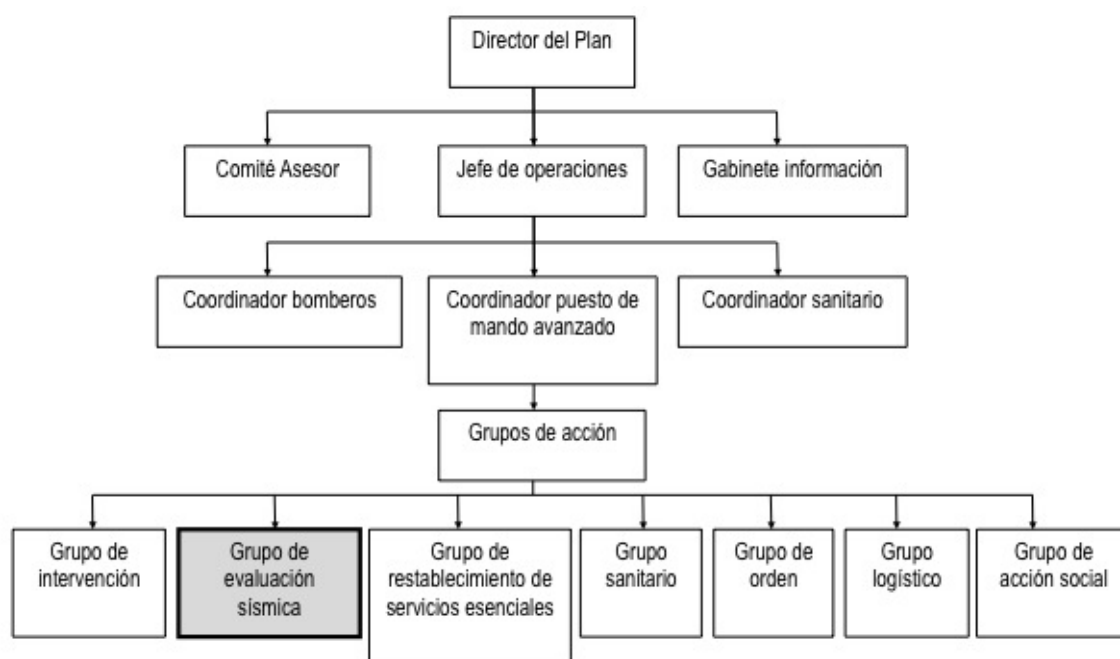 Director del Plan
Comité Asesor
Jefe de operaciones
Gabinete información
Coordinador bomberos
Coordinador puesto de
mando avanzado
Coordinador sanitario
Grupos de acción
Grupo de
intervención
Grupo de
evaluación
sísmica
Grupo de
restablecimiento de
servicios esenciales
Grupo
sanitario
Grupo de
orden
Grupo
logístico
Grupo de
acción social